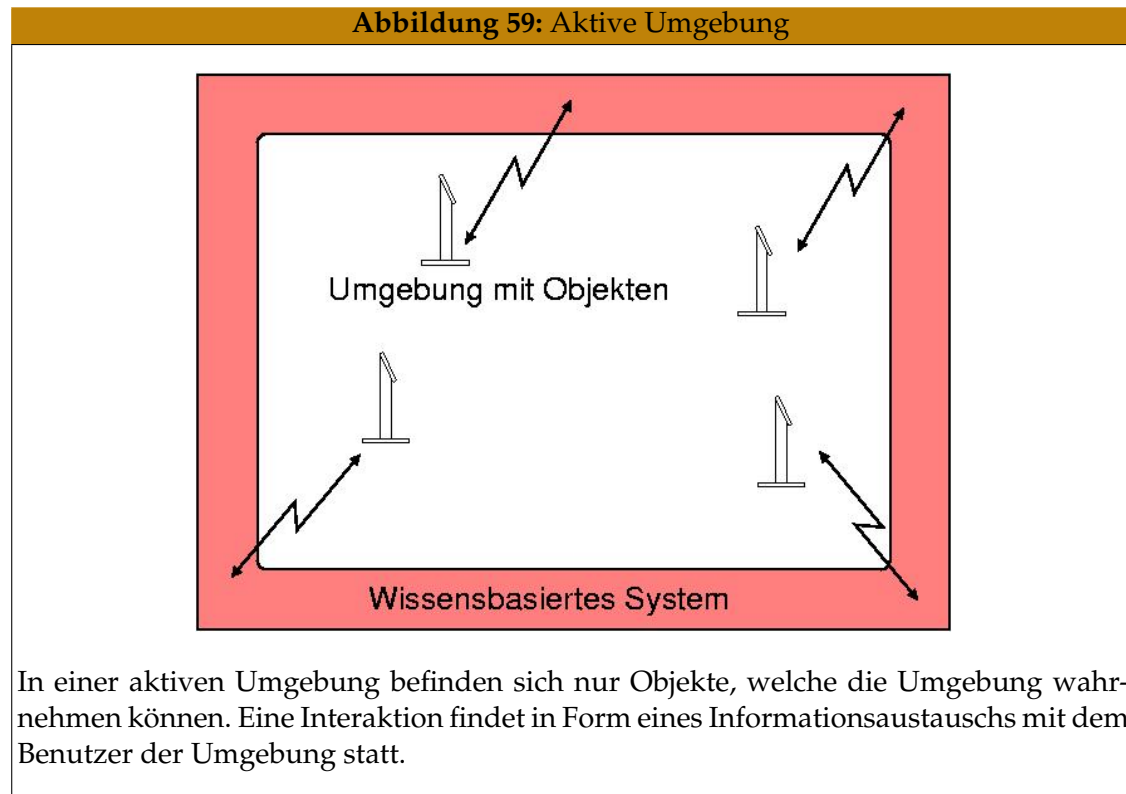 Abbildung 59: Aktive Umgebung
Umgebung mit Objekten
Wissensbasiertes System
In einer aktiven Umgebung befinden sich nur Objekte, welche die Umgebung wahr-
nehmen können. Eine Interaktion findet in Form eines Informationsaustauschs mit dem
Benutzer der Umgebung statt.